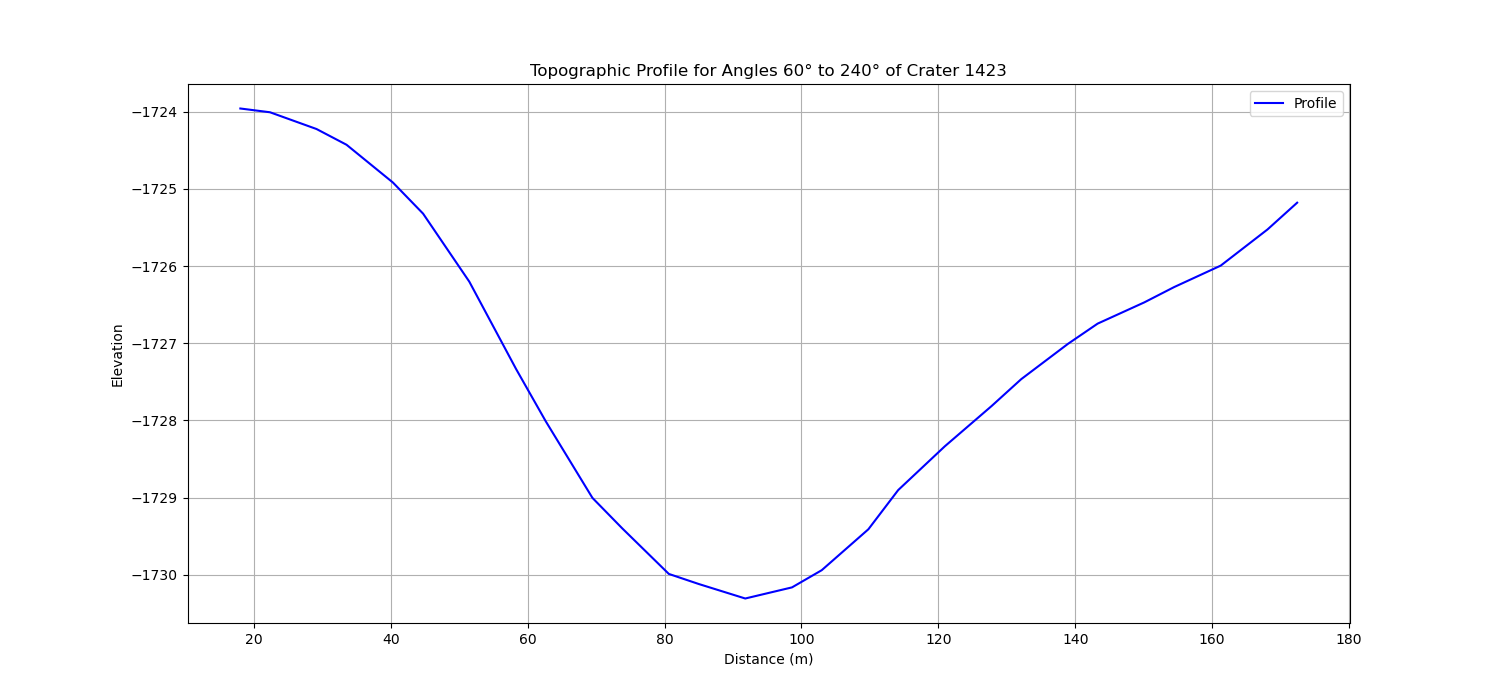 Topographic Profile for Angles 60° to 240° of Crater 1423
Profile
−1724
−1725
−1726
−1727
−1728
−1729
−1730
Elevation
20 40 60 80 100 120 140 160 180
Distance (m)